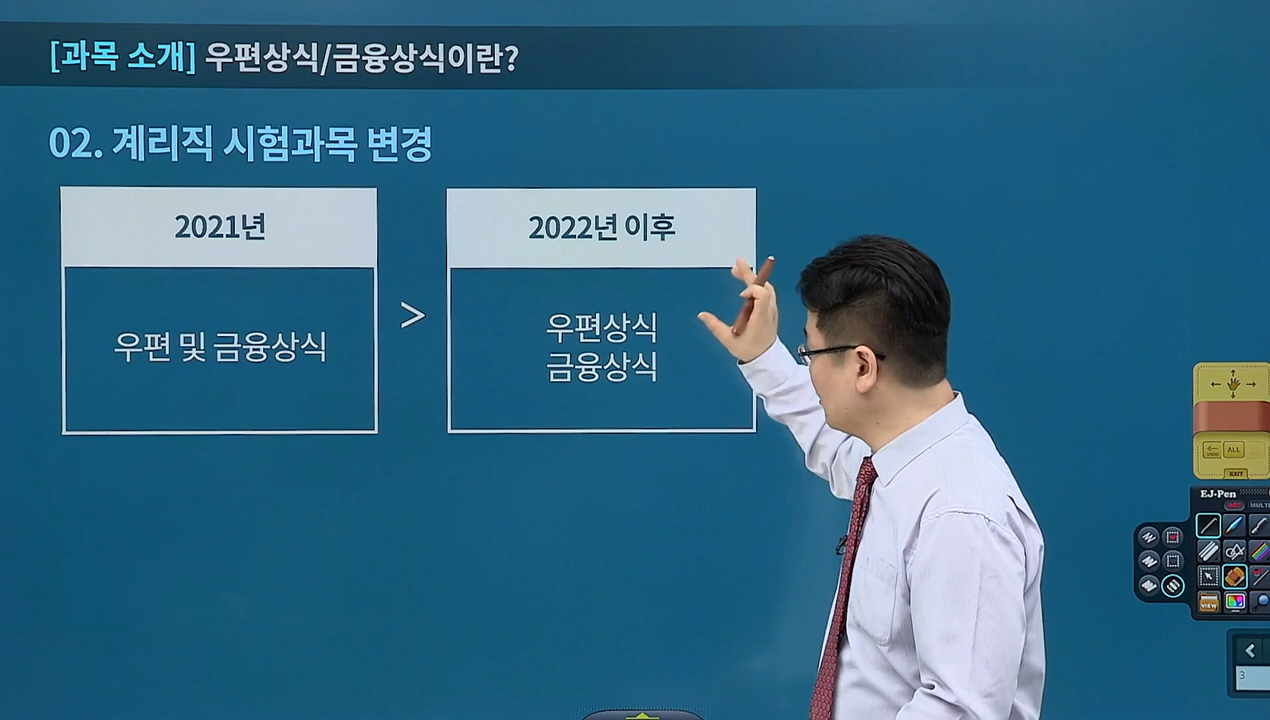 [과목 소개] 우편상식/금융상식이란?
02. 계리직 시험과목 변경
2021년
우편 및 금융상식
>
2022년 이후
우편상식
금융상식
ALL
EXIT
EJ-Pen
MULTI
VIEW
3